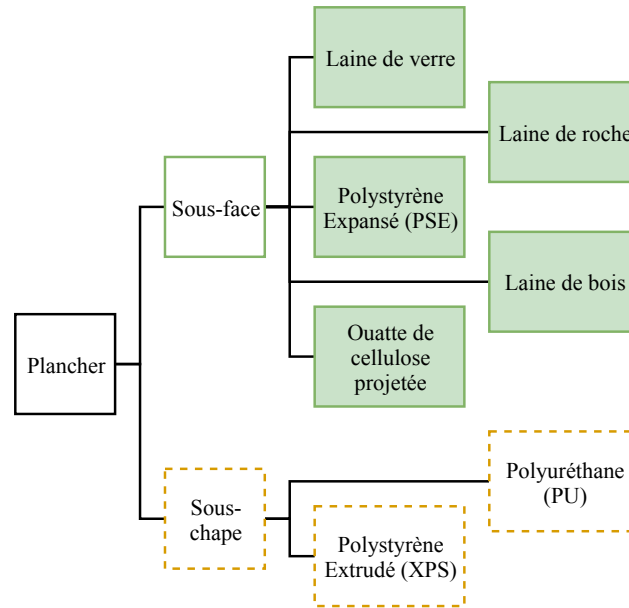 Laine de verre
Laine de roche
Sous-face
Polystyrène
Expansé (PSE)
Laine de bois
Plancher
Ouatte de
cellulose
projetée
Polyuréthane
(PU)
Sous-
chape
Polystyrène
Extrudé (XPS)